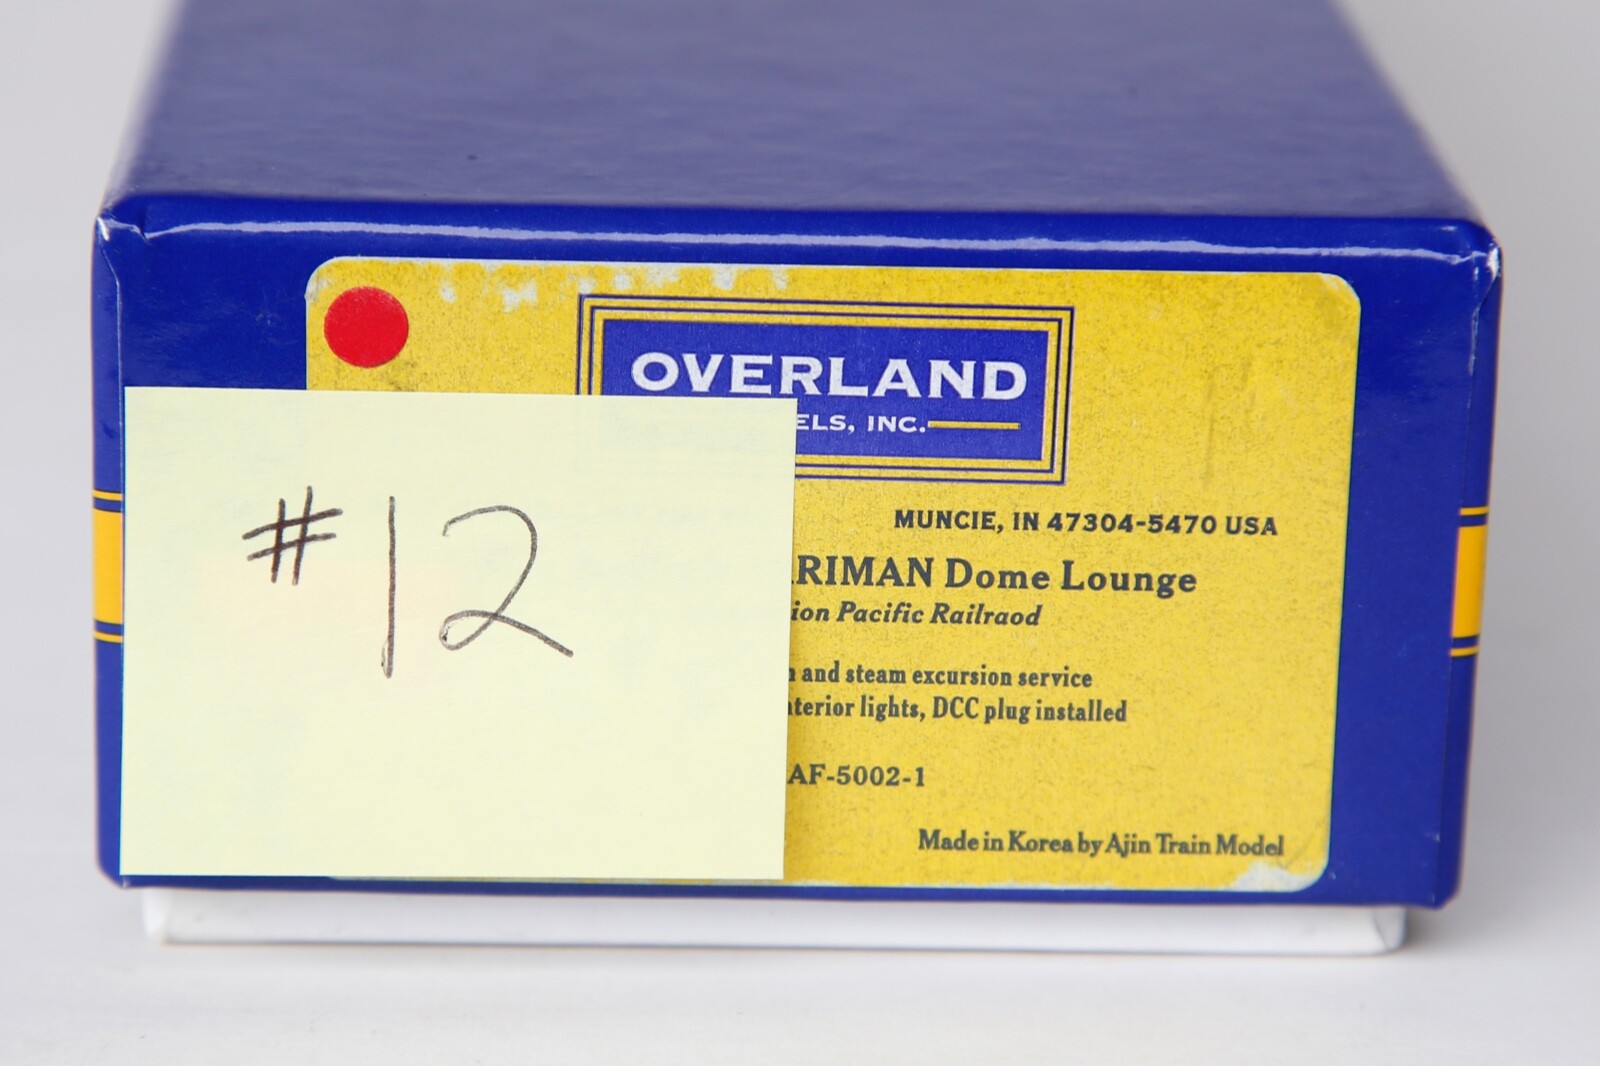 OVERLAND
ELS, INC.
#12
MUNCIE, IN 47304-5470 USA
RIMAN Dome Lounge
ion Pacific Railraod
and steam excursion service
terior lights, DCC plug installed
AF-5002-1
Made in Korea by Ajin Train Model